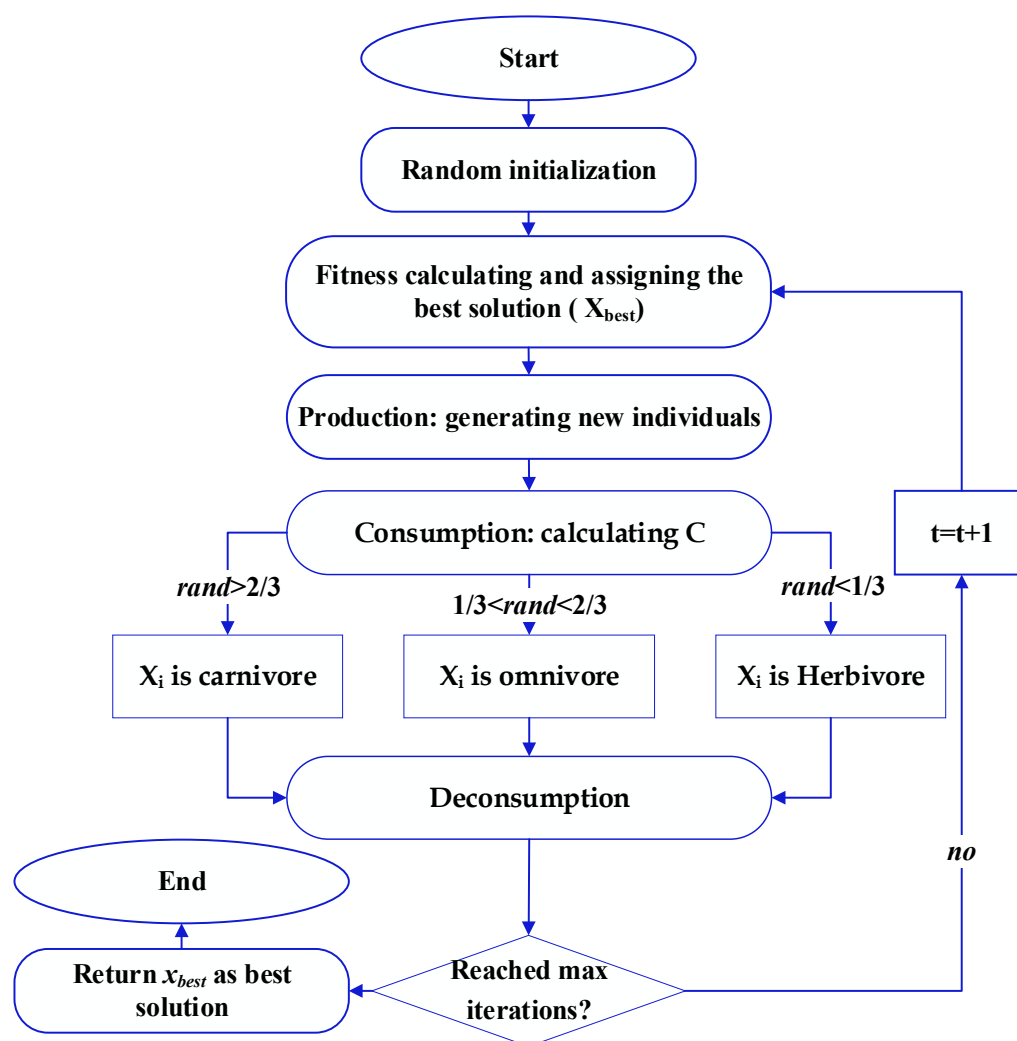 Start
Random initialization
Fitness calculating and assigning the
best solution ( Xbest)
Production: generating new individuals
Consumption: calculating C
t=t+1
rand>2/3
1/3<rand<2/3
rand<1/3
Xi is carnivore
Xi is omnivore
Xi is Herbivore
Deconsumption
no
End
Return xbest as best
solution
Reached max
iterations?